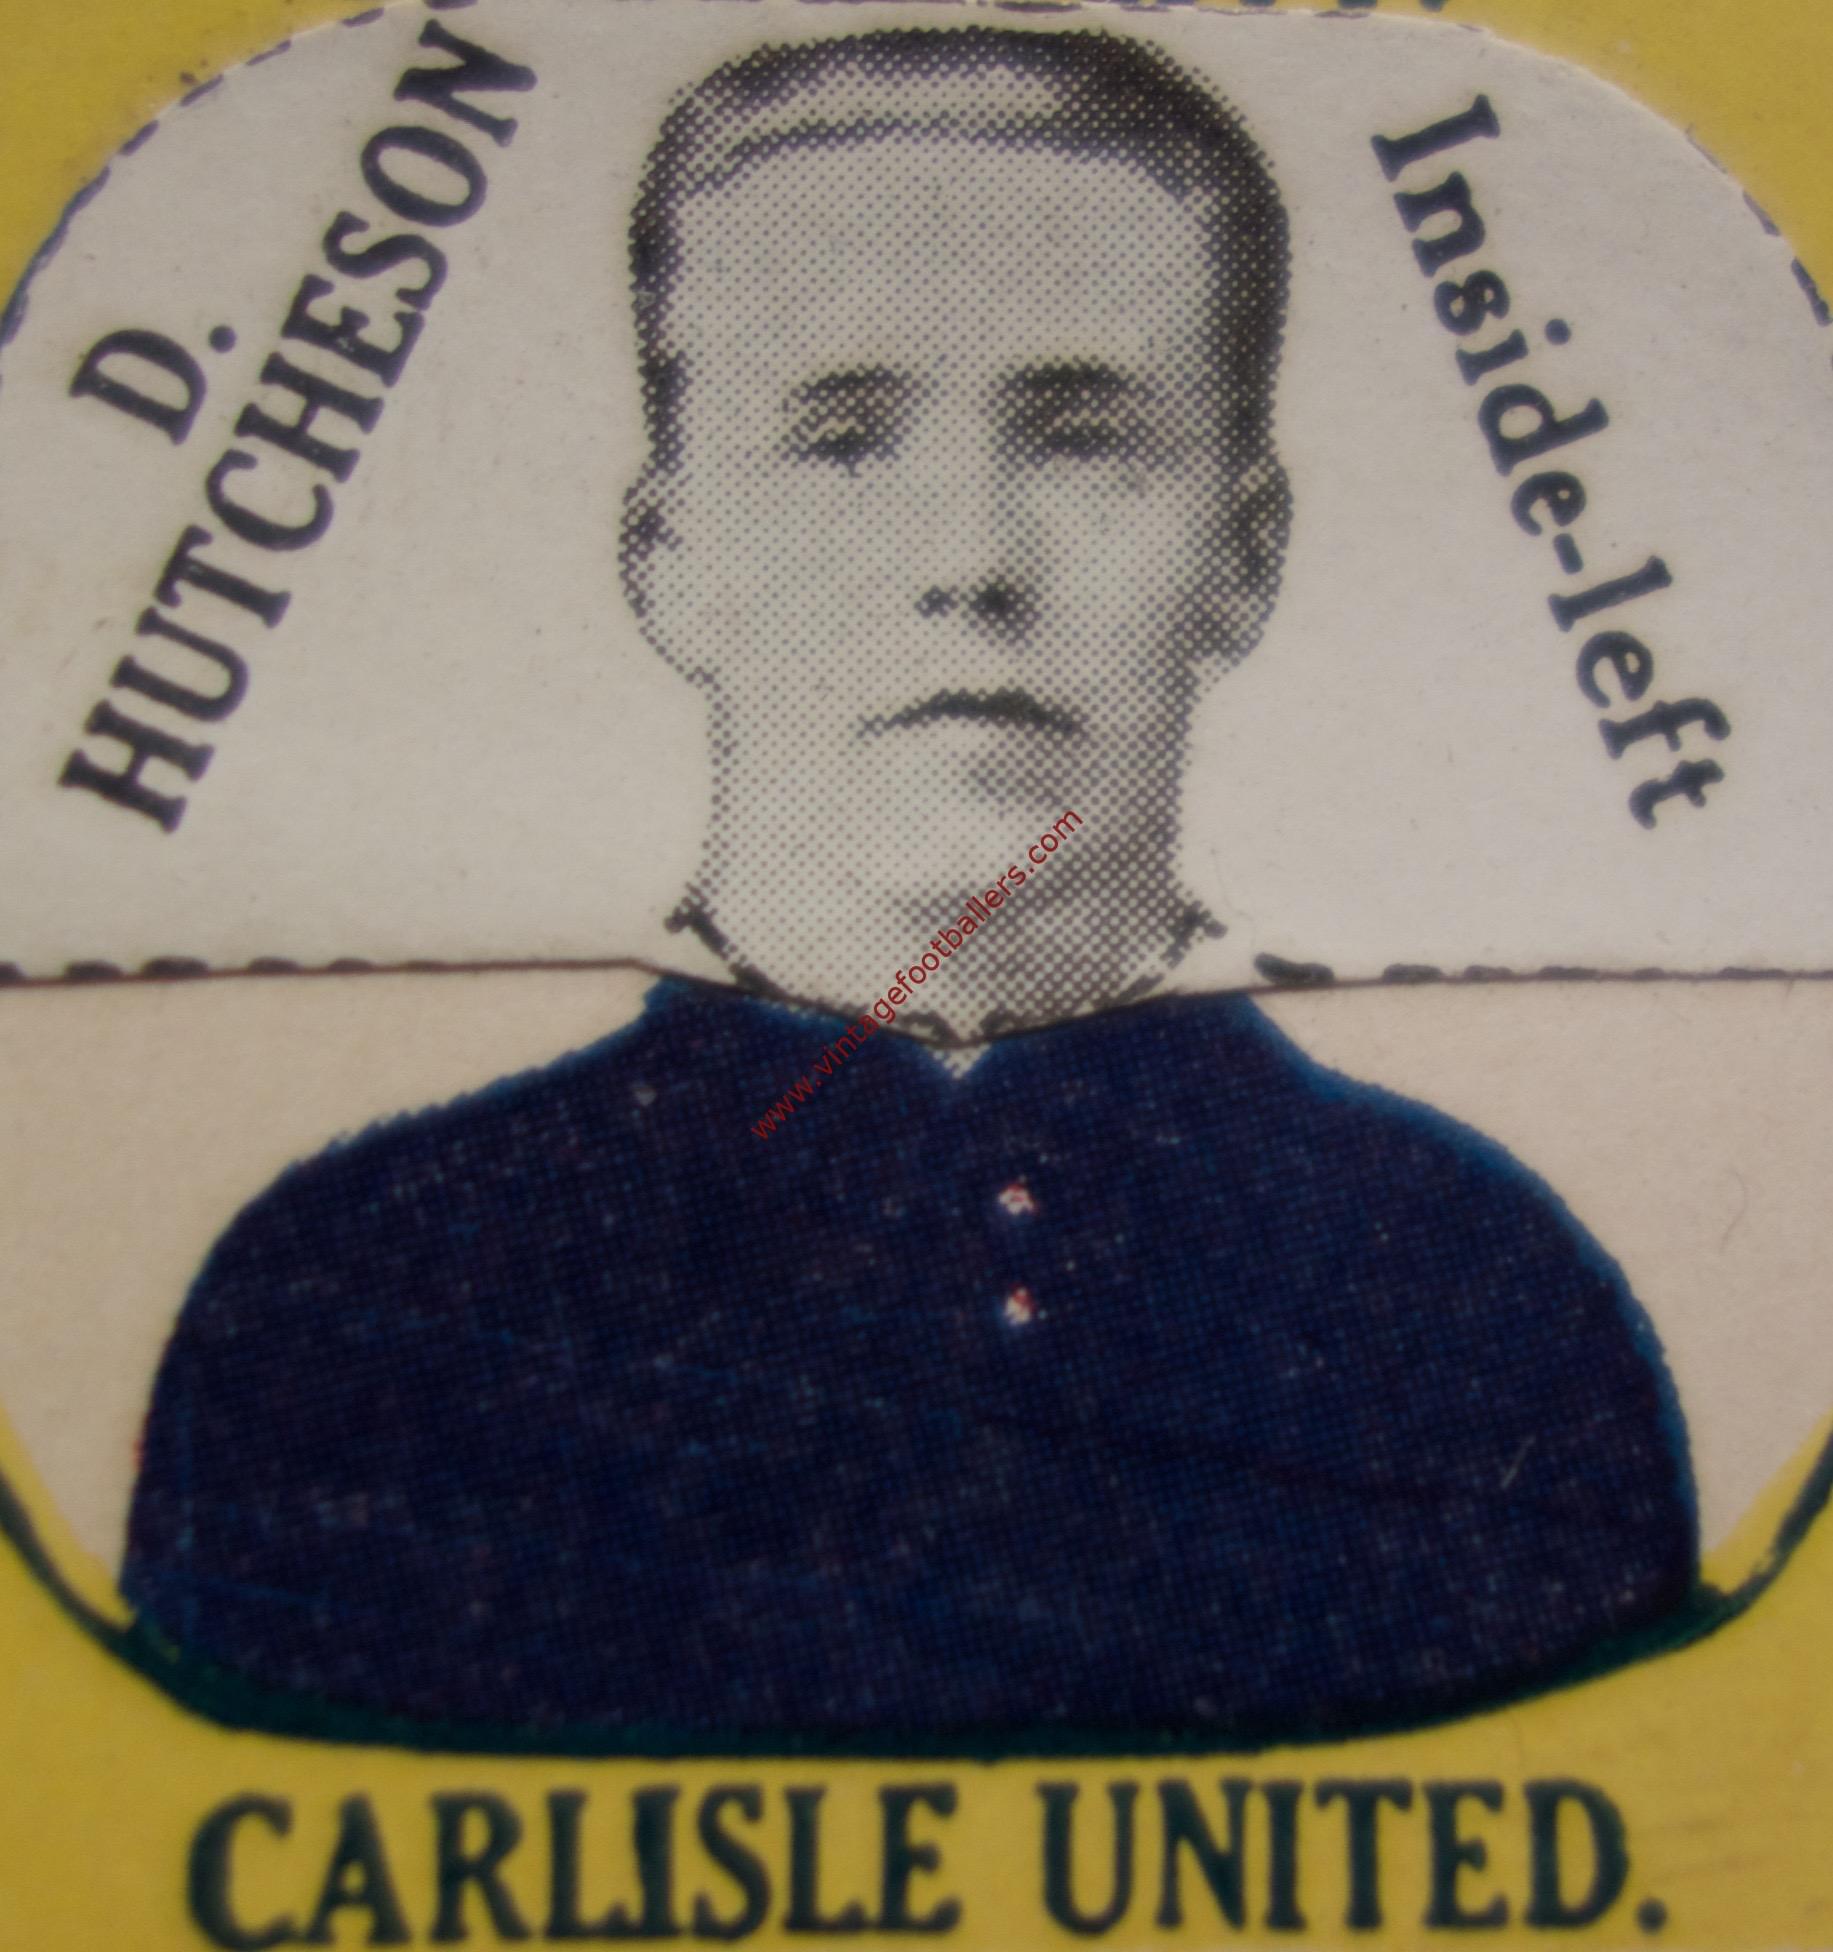 D.
HUTCHESON
Inside-left
www.vintagefootballers.com
CARLISLE UNITED.